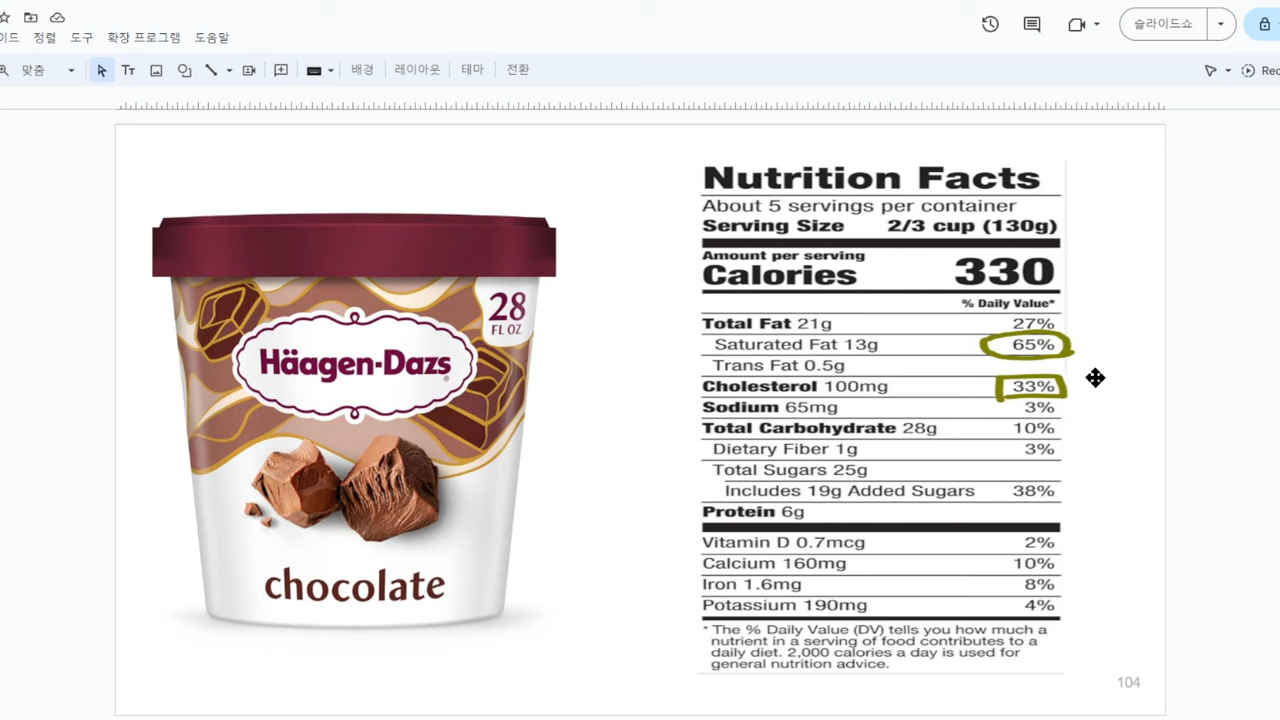 이드 정렬 도구 확장 프로그램 도움말
슬라이드쇼
맞춤 Tт 배경 레이아웃 테마 전환 Rec
28
FL OZ
Häagen-Dazs
chocolate
Nutrition Facts
About 5 servings per container
Serving Size 2/3 cup (130g)
Amount per serving
Calories 330
% Daily Value*
Total Fat 21g 27%
Saturated Fat 13g 65%
Trans Fat 0.5g
Cholesterol 100mg 33%
Sodium 65mg 3%
Total Carbohydrate 28g 10%
Dietary Fiber 1g 3%
Total Sugars 25g
Includes 19g Added Sugars 38%
Protein 6g
Vitamin D 0.7mcg 2%
Calcium 160mg 10%
Iron 1.6mg 8%
Potassium 190mg 4%
* The % Daily Value (DV) tells you how much a
nutrient in a serving of food contributes to a
daily diet. 2,000 calories a day is used for
general nutrition advice.
104